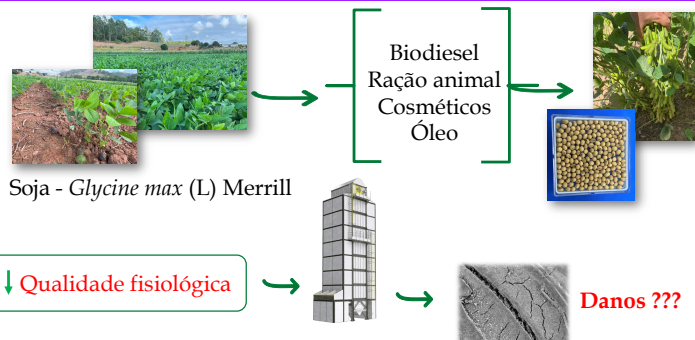 Biodiesel
Ração animal
Cosméticos
Óleo
Soja - Glycine max (L) Merrill
↓ Qualidade fisiológica
Danos ???